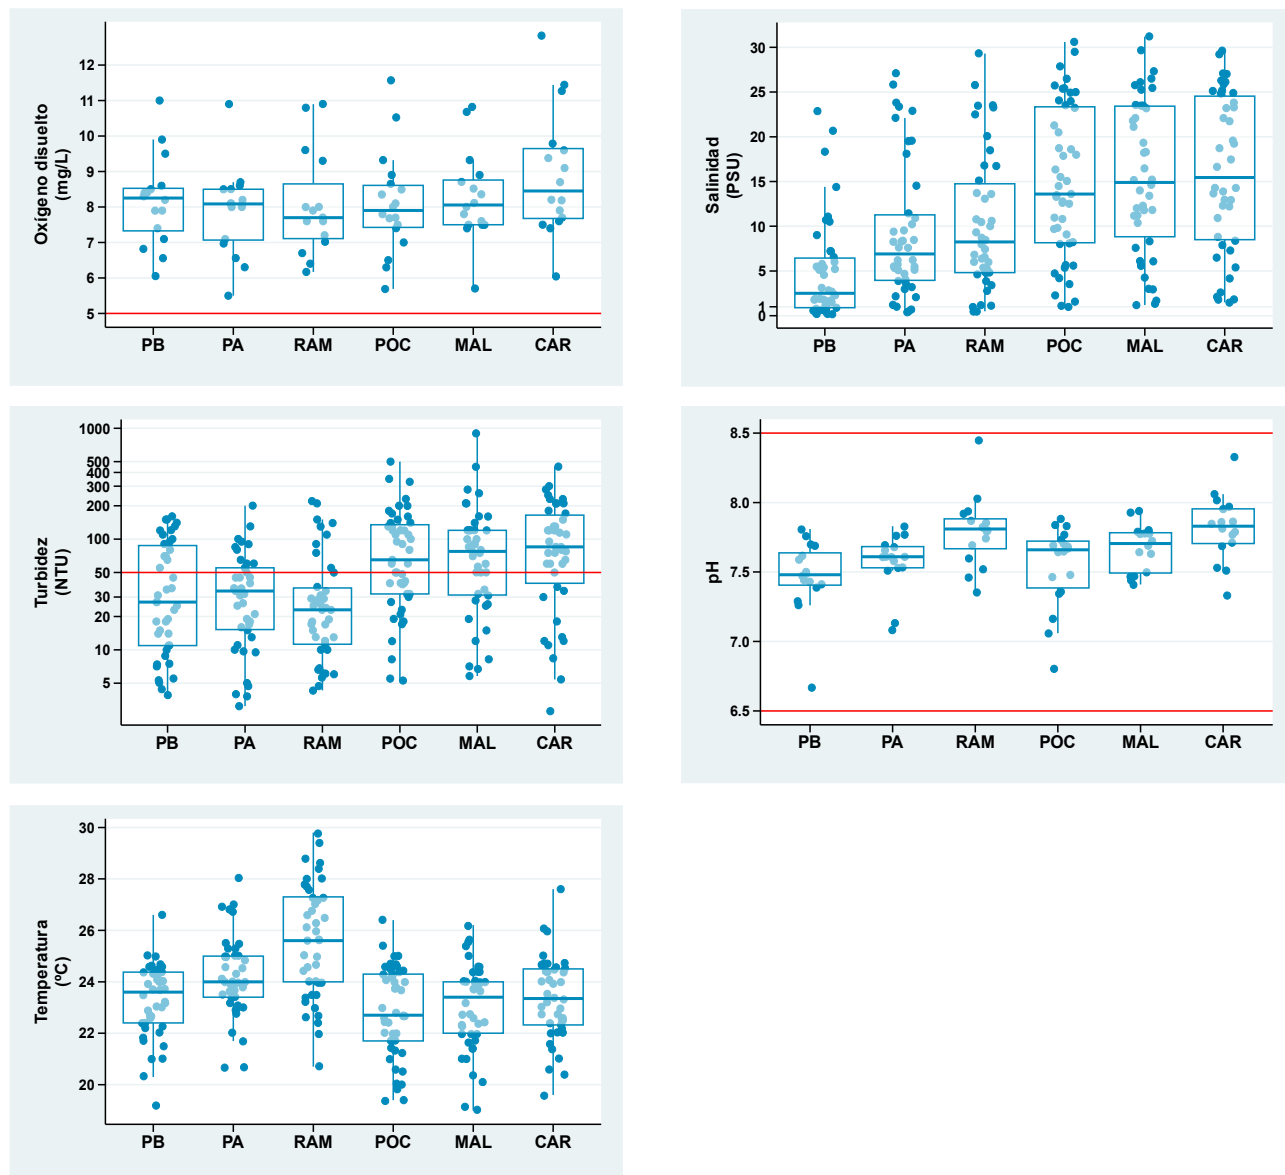 Oxígeno disuelto
(mg/L)
12
11
10
9
8
7
6
5
PB PA RAM POC MAL CAR
Salinidad
(PSU)
30
25
20
15
10
5
1
0
PB PA RAM POC MAL CAR
Turbidez
(NTU)
1000
500
400
300
200
100
50
30
20
10
5
PB PA RAM POC MAL CAR
pH
8.5
8.0
7.5
7.0
6.5
PB PA RAM POC MAL CAR
Temperatura
(ºC)
30
28
26
24
22
20
PB PA RAM POC MAL CAR